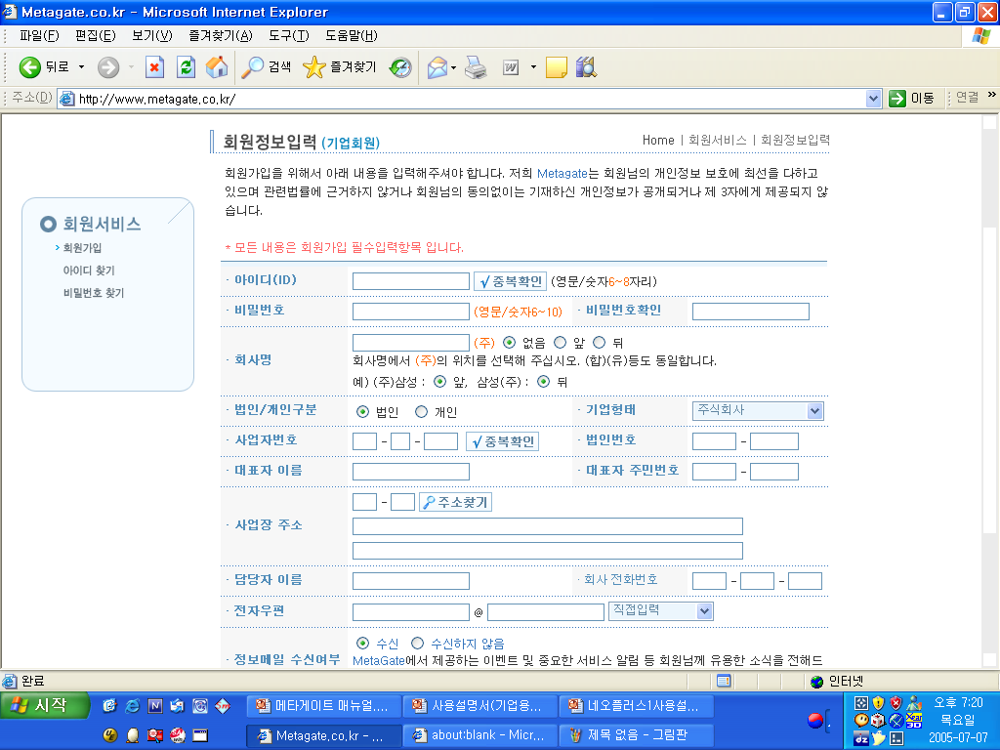 Metagate.co.kr - Microsoft Internet Explorer
파일(F) 편집(E) 보기(V) 즐겨찾기(A) 도구(T) 도움말(H)
뒤로 검색 즐겨찾기
주소(D) http://www.metagate.co.kr/ 이동 연결 »
회원정보입력 (기업회원) Home | 회원서비스 | 회원정보입력
회원가입을 위해서 아래 내용을 입력해주셔야 합니다. 저희 Metagate는 회원님의 개인정보 보호에 최선을 다하고
있으며 관련법률에 근거하지 않거나 회원님의 동의없이는 기재하신 개인정보가 공개되거나 제 3자에게 제공되지 않
습니다.
회원서비스
회원가입
아이디 찾기
비밀번호 찾기
* 모든 내용은 회원가입 필수입력항목 입니다.
· 아이디(ID) √중복확인 (영문/숫자6~8자리)
· 비밀번호 (영문/숫자6~10) · 비밀번호확인
· 회사명 (주) 없음 앞 뒤
회사명에서 (주)의 위치를 선택해 주십시오. (합)(유)등도 동일합니다.
예) (주)삼성 : 앞, 삼성(주) : 뒤
· 법인/개인구분 법인 개인 · 기업형태 주식회사
· 사업자번호 - - √중복확인 · 법인번호 -
· 대표자 이름 · 대표자 주민번호 -
· 사업장 주소 - 주소찾기
· 담당자 이름 · 회사 전화번호 - -
· 전자우편 @ 직접입력
· 정보메일 수신여부 수신 수신하지 않음
MetaGate에서 제공하는 이벤트 및 중요한 서비스 알림 등 회원님께 유용한 소식을 전해드
완료 인터넷
시작 메타게이트 매뉴얼,... 사용설명서(기업용... 네오플러스1사용설... 오후 7:20
목요일
Metagate.co.kr - ... about:blank - Micr... 제목 없음 - 그림판 2005-07-07